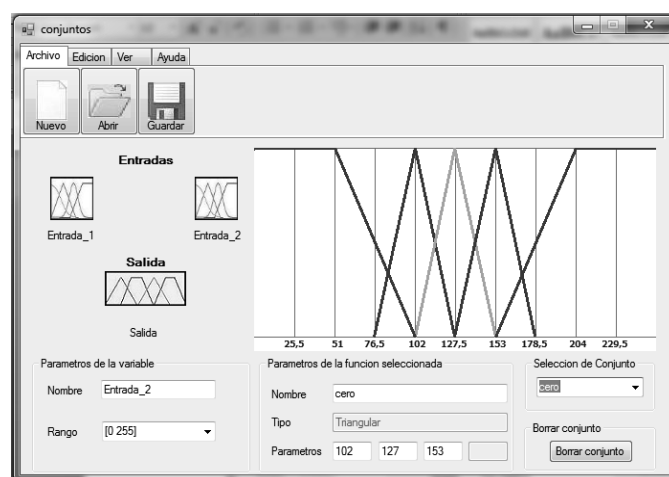 conjuntos
Archivo Edicion Ver Ayuda
Nuevo Abrir Guardar
Entradas
Entrada_1 Entrada_2
Salida
Salida
25,5 51 76,5 102 127,5 153 178,5 204 229,5
Parametros de la variable
Nombre Entrada_2
Rango [0 255]
Parametros de la funcion seleccionada
Nombre cero
Tipo Triangular
Parametros 102 127 153
Seleccion de Conjunto
cero
Borrar conjunto
Borrar conjunto